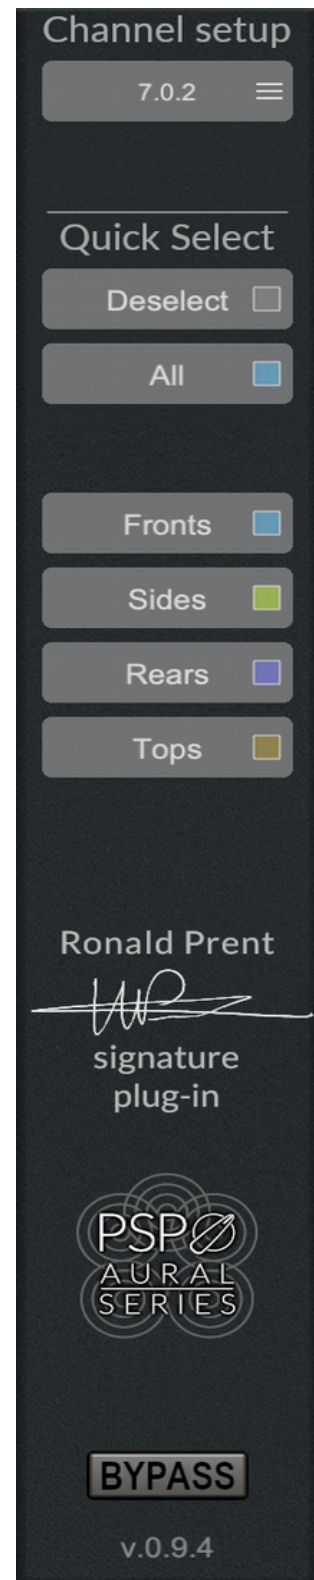 Channel setup
7.0.2
Quick Select
Deselect
All
Fronts
Sides
Rears
Tops
Ronald Prent
signature
plug-in
PSP
AURAL
SERIES
BYPASS
v.0.9.4